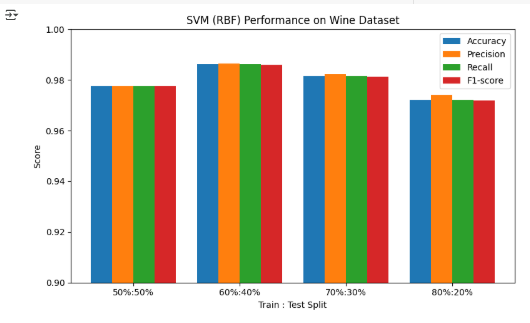 SVM (RBF) Performance on Wine Dataset
1.00
0.98
0.96
0.94
0.92
0.90
Score
Accuracy
Precision
Recall
F1-score
50%:50%
60%:40%
70%:30%
80%:20%
Train : Test Split